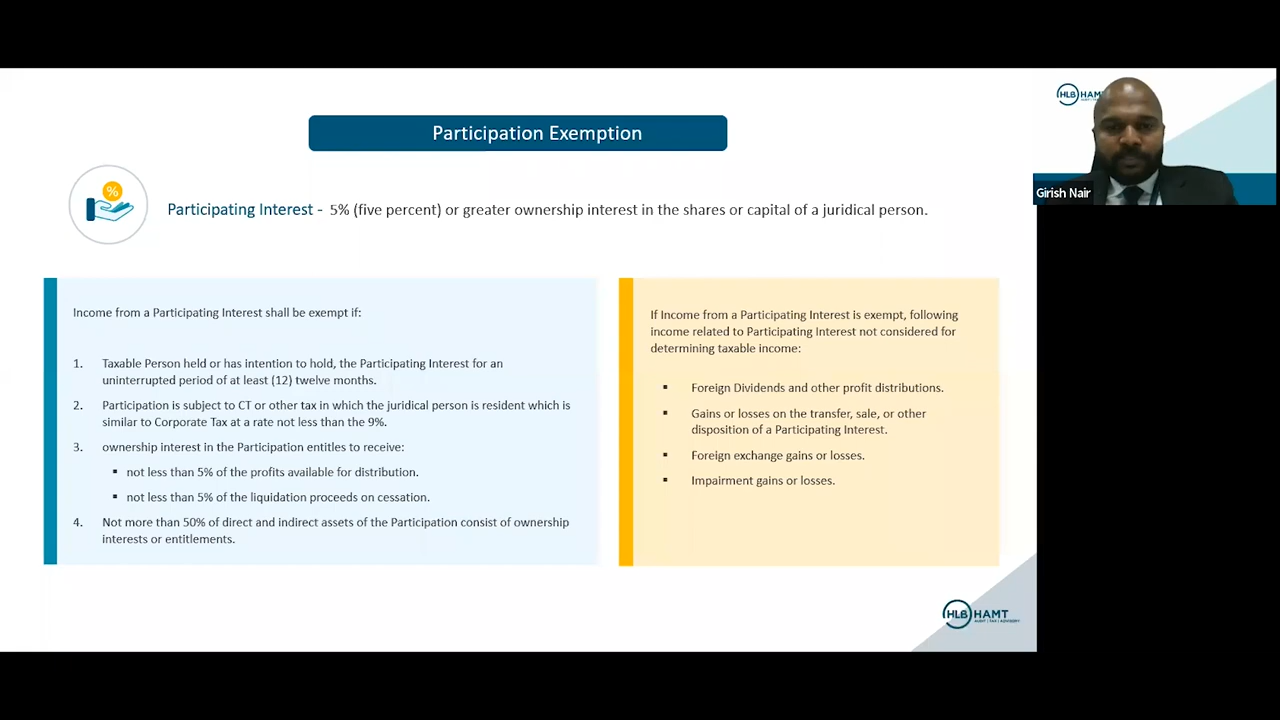 HLB HAMT
Participation Exemption
Girish Nair
%
Participating Interest - 5% (five percent) or greater ownership interest in the shares or capital of a juridical person.
Income from a Participating Interest shall be exempt if:
1. Taxable Person held or has intention to hold, the Participating Interest for an
uninterrupted period of at least (12) twelve months.
2. Participation is subject to CT or other tax in which the juridical person is resident which is
similar to Corporate Tax at a rate not less than the 9%.
3. ownership interest in the Participation entitles to receive:
▪ not less than 5% of the profits available for distribution.
▪ not less than 5% of the liquidation proceeds on cessation.
4. Not more than 50% of direct and indirect assets of the Participation consist of ownership
interests or entitlements.
If Income from a Participating Interest is exempt, following
income related to Participating Interest not considered for
determining taxable income:
▪ Foreign Dividends and other profit distributions.
▪ Gains or losses on the transfer, sale, or other
disposition of a Participating Interest.
▪ Foreign exchange gains or losses.
▪ Impairment gains or losses.
HLB HAMT
AUDIT | TAX | ADVISORY